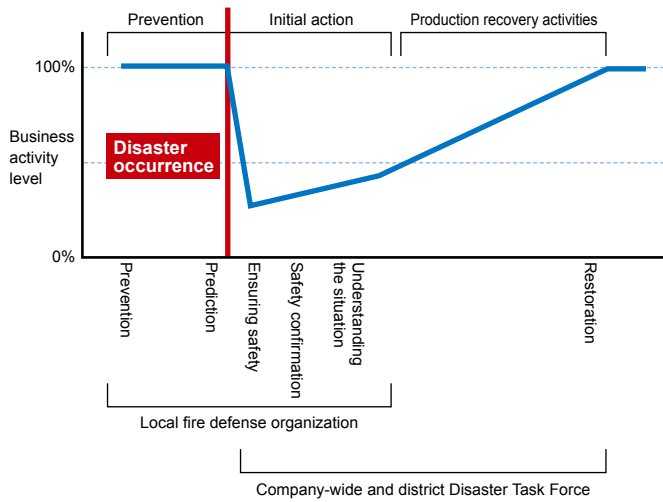 Prevention
Initial action
Production recovery activities
100%
Business
activity
level
Disaster
occurrence
0%
Prevention
Prediction
Ensuring safety
Safety confirmation
Understanding
the situation
Restoration
Local fire defense organization
Company-wide and district Disaster Task Force